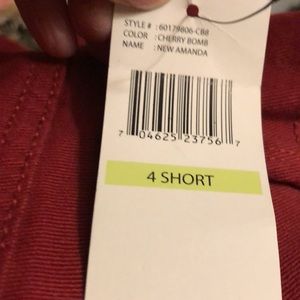 STYLE # : 60179806-CB8
COLOR : CHERRY BOMB
NAME : NEW AMANDA
7 04625 23756 7
4 SHORT